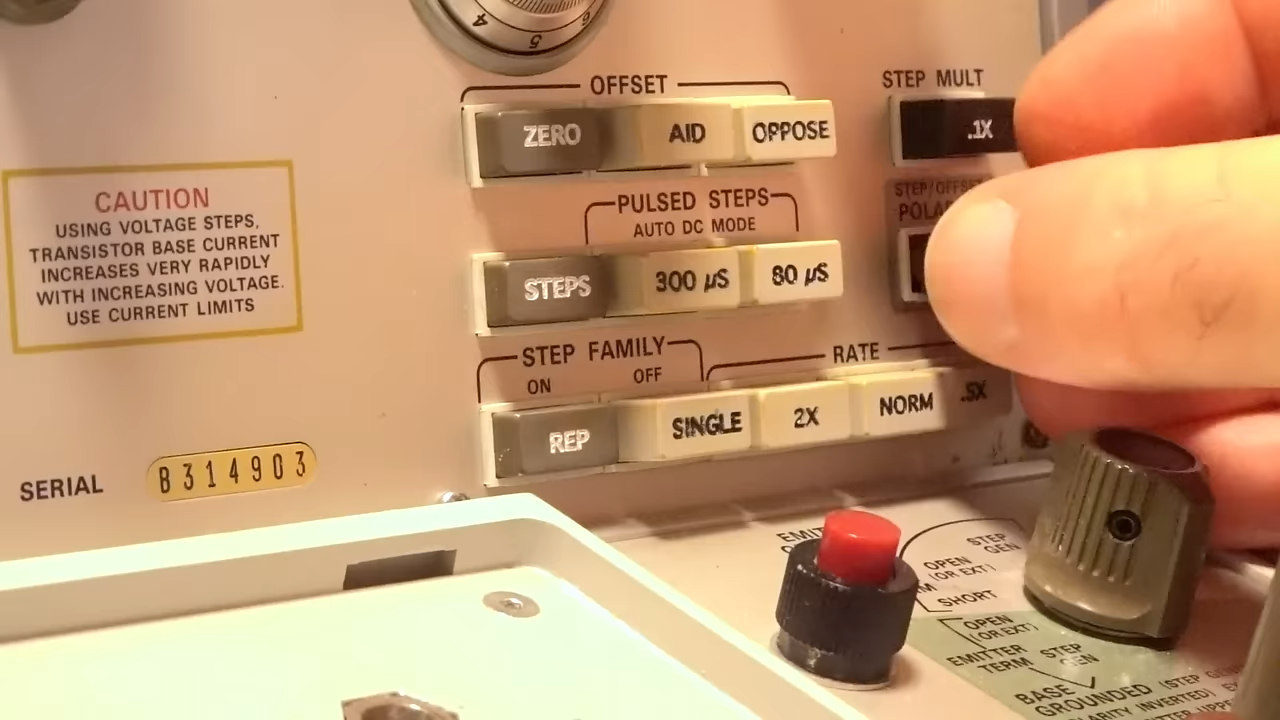 4
5
6
OFFSET
ZERO AID OPPOSE
STEP MULT
.1X
CAUTION
USING VOLTAGE STEPS,
TRANSISTOR BASE CURRENT
INCREASES VERY RAPIDLY
WITH INCREASING VOLTAGE.
USE CURRENT LIMITS
PULSED STEPS
AUTO DC MODE
STEPS 300 µS 80 µS
STEP FAMILY
ON OFF
RATE
REP SINGLE 2X NORM .5X
SERIAL B314903
STEP
GEN
OPEN
(OR EXT)
SHORT
OPEN
(OR EXT)
EMITTER
TERM
STEP
GEN
BASE
GROUNDED